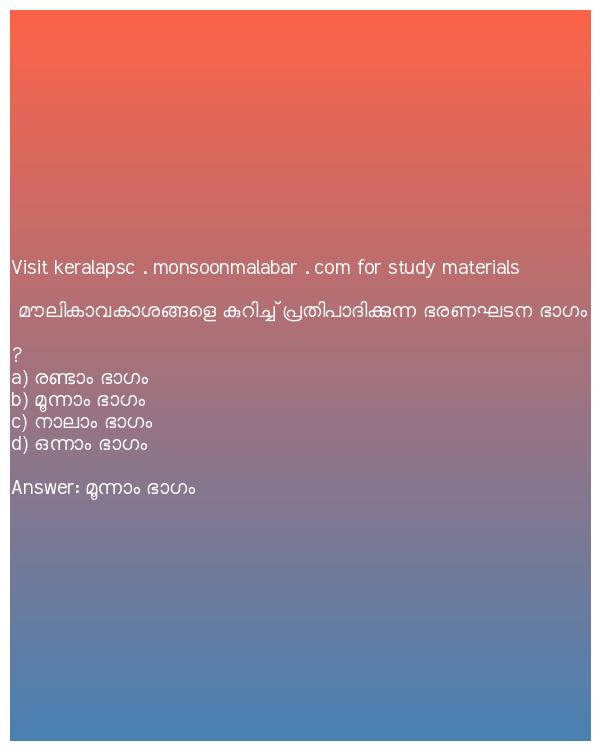 Visit keralapsc . monsoonmalabar . com for study materials
മൗലികാവകാശങ്ങളെ കുറിച്ച് പ്രതിപാദിക്കുന്ന ഭരണഘടന ഭാഗം
?
a) രണ്ടാം ഭാഗം
b) മൂന്നാം ഭാഗം
c) നാലാം ഭാഗം
d) ഒന്നാം ഭാഗം
Answer: മൂന്നാം ഭാഗം